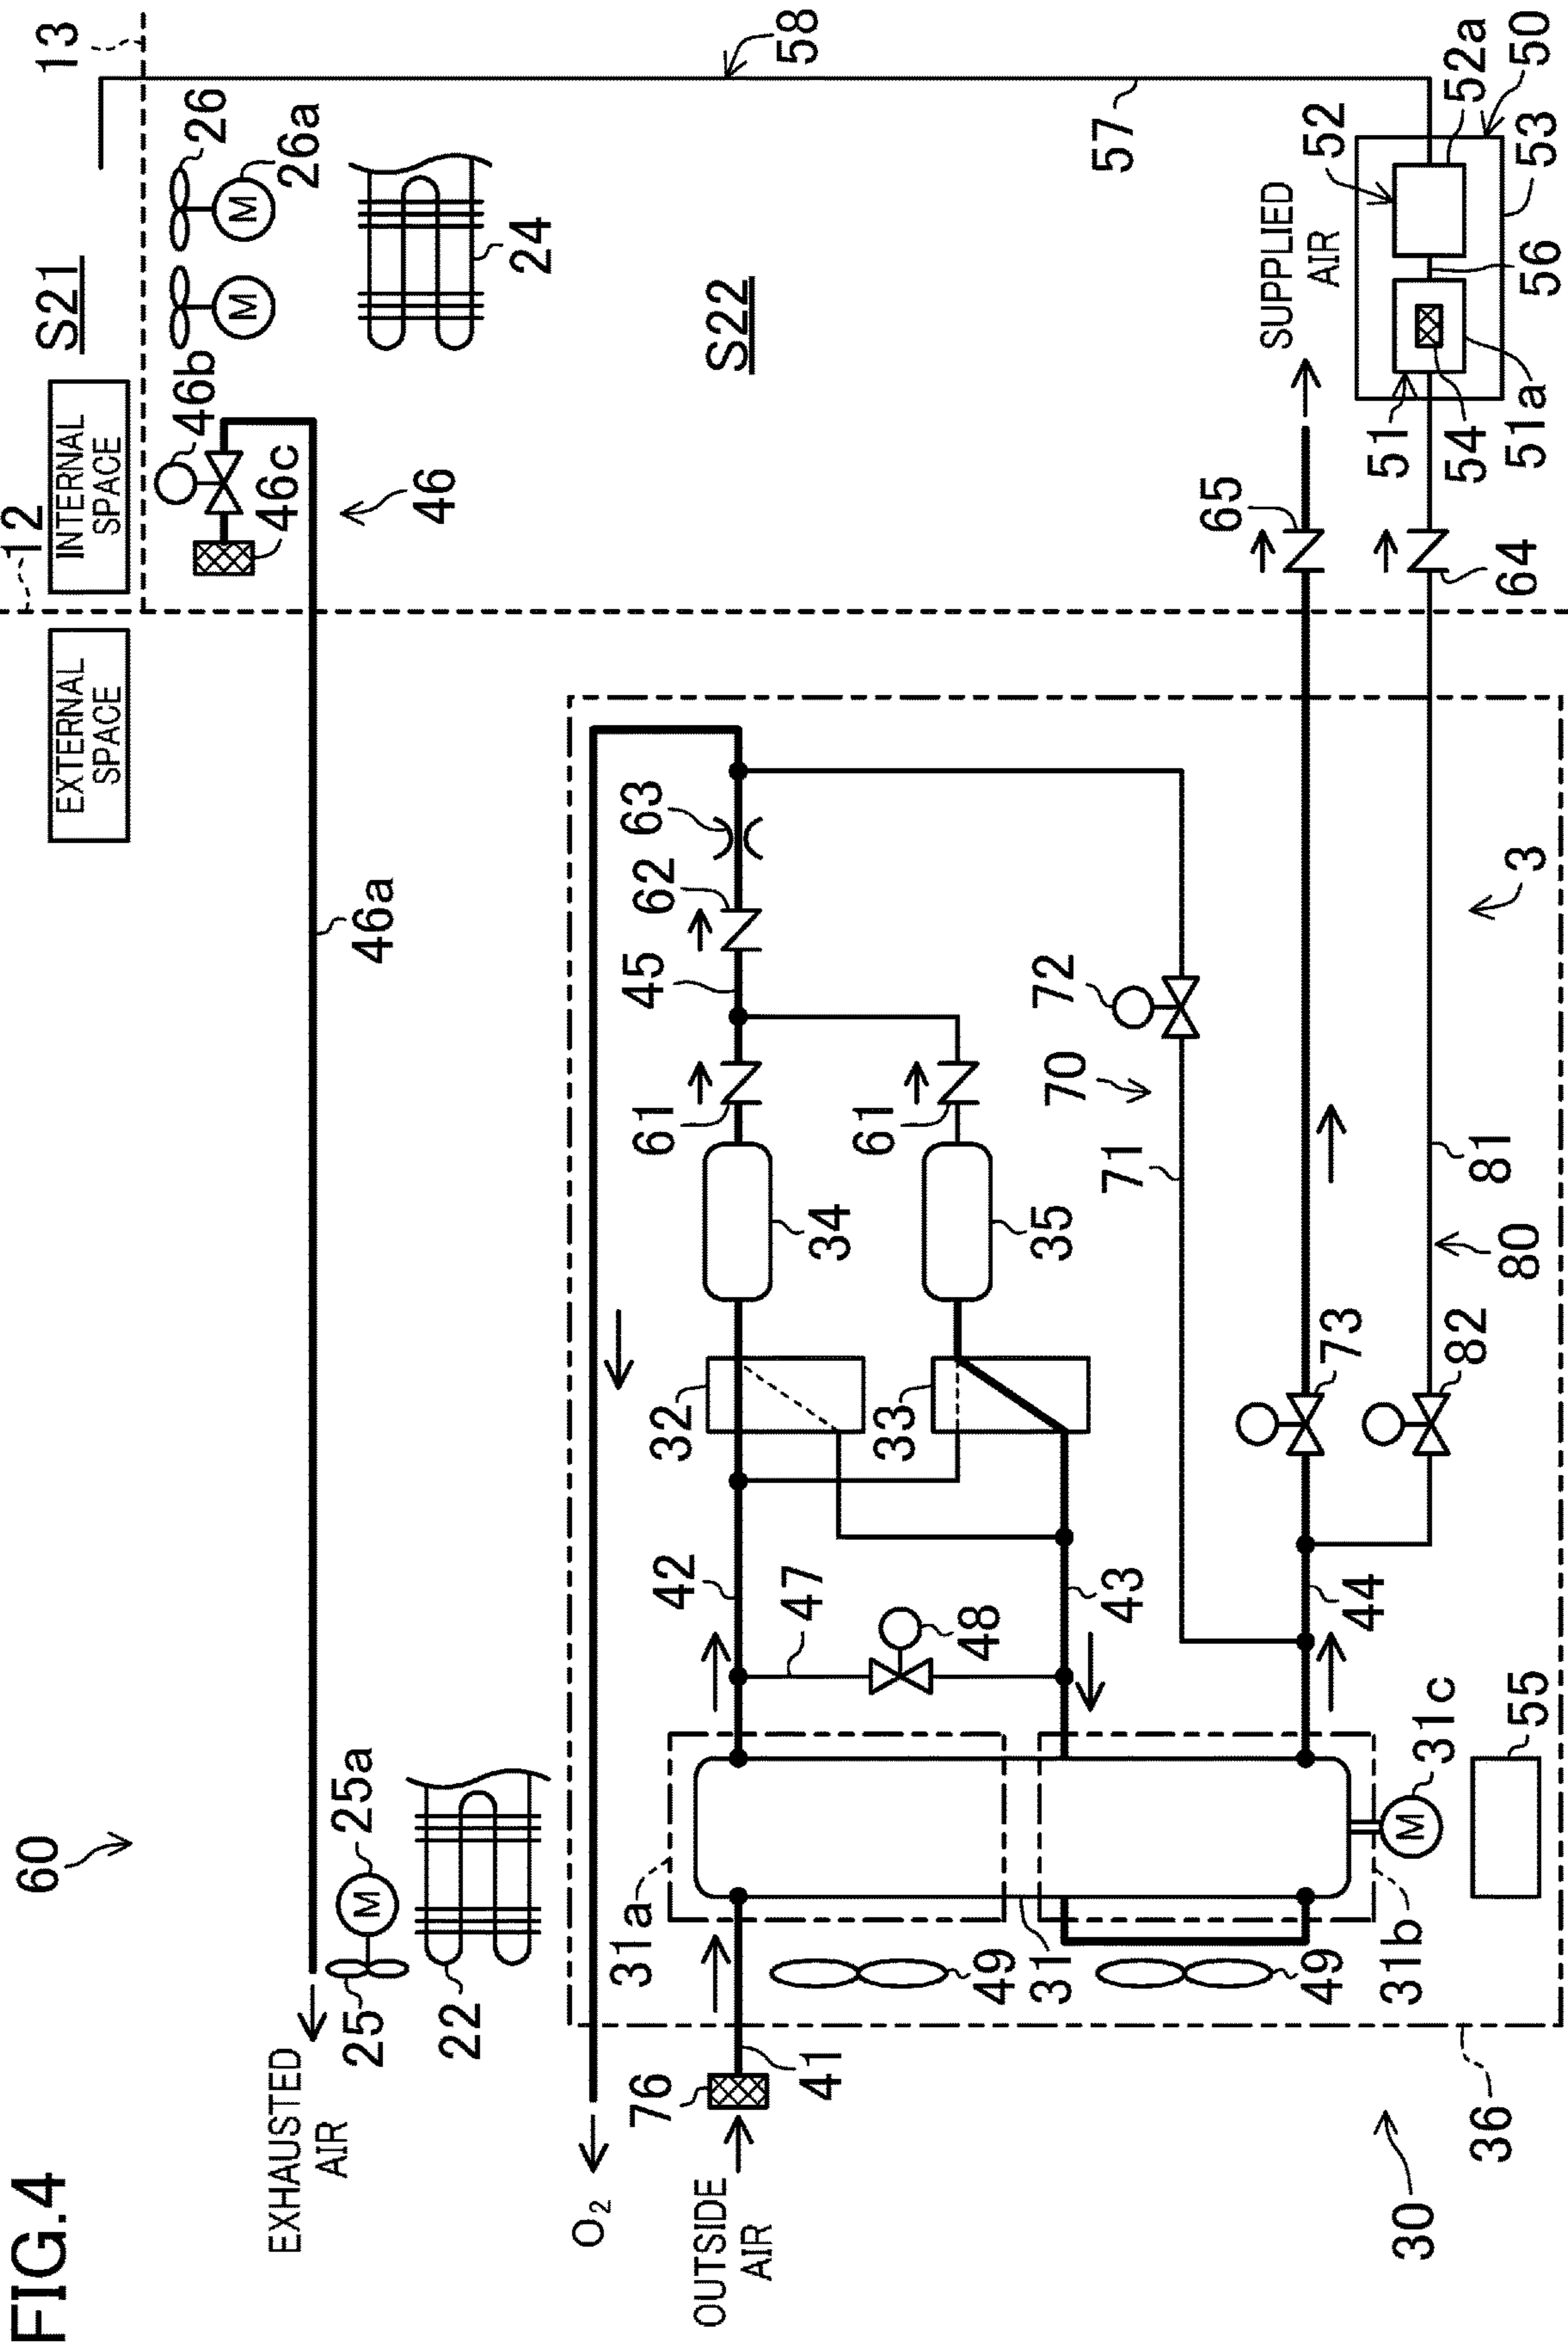 FIG.4
60
12
13
EXTERNAL
SPACE
INTERNAL
SPACE
S21
EXHAUSTED
AIR
46a
46b
46c
46
26
26a
25
25a
22
24
O₂
S22
58
OUTSIDE
AIR
76
41
31a
42
32
34
61
45
62
63
47
48
33
35
61
49
31
43
70
71
72
57
49
31b
44
73
65
SUPPLIED
AIR
52
52a
50
30
36
31c
55
82
80
81
3
64
51
54
51a
56
53
M
M
M
M